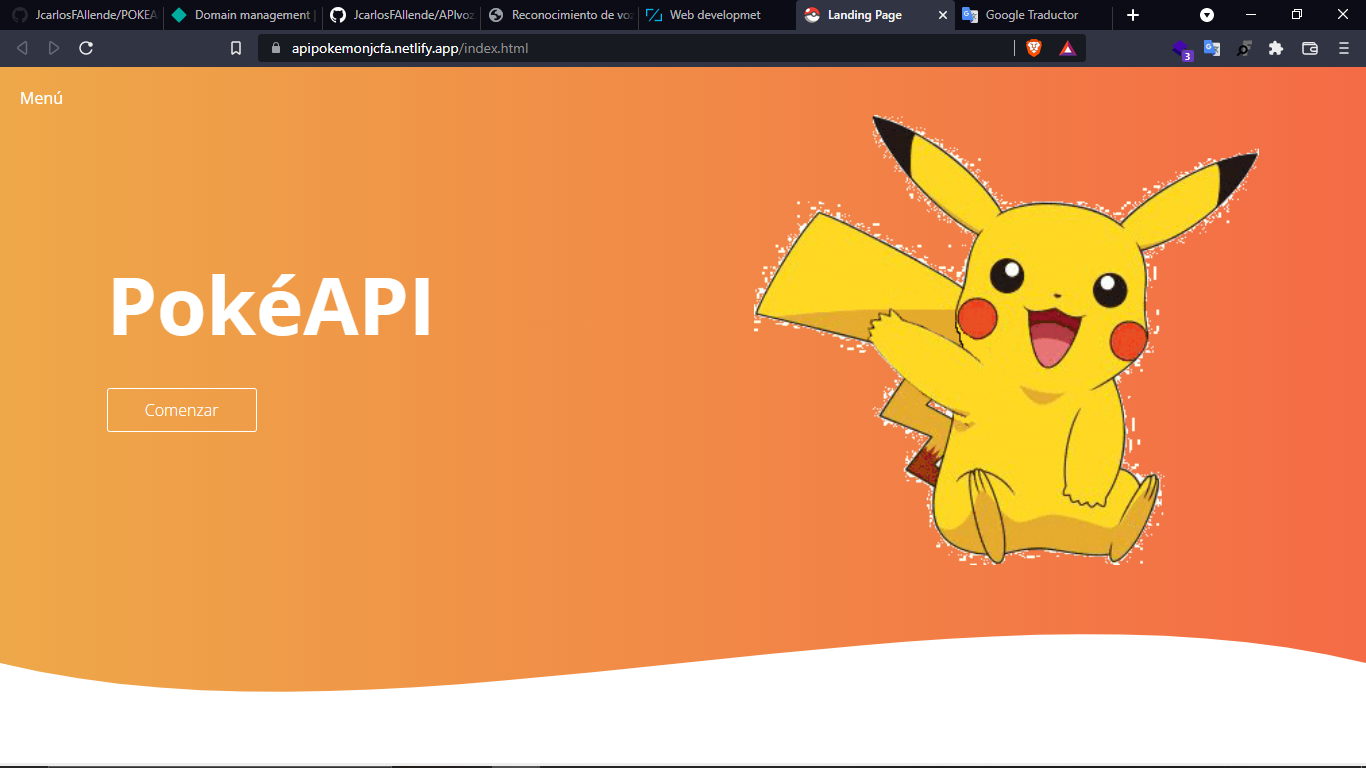 JcarlosFAllende/POKEA
Domain management |
JcarlosFAllende/APIvoz
Reconocimiento de voz
Web developmet
Landing Page
Google Traductor
apipokemonjcfa.netlify.app/index.html
3
Menú
PokéAPI
Comenzar